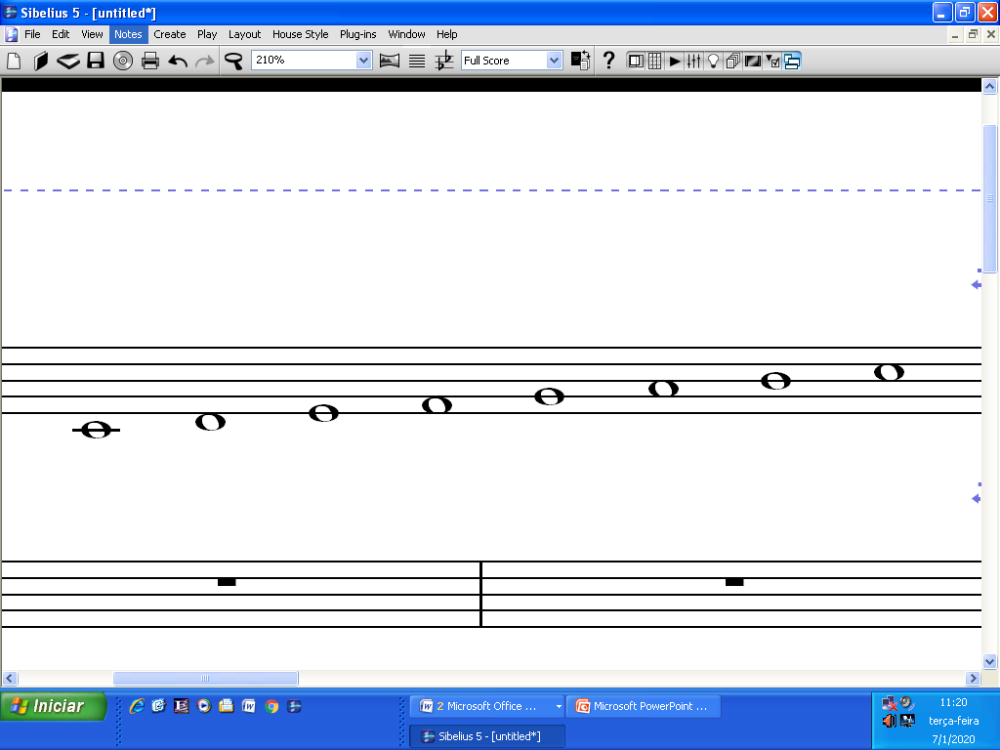 Sibelius 5 - [untitled*]
File Edit View Notes Create Play Layout House Style Plug-ins Window Help
210% Full Score ?
Iniciar 2 Microsoft Office ... Microsoft PowerPoint ... 11:20
terça-feira
Sibelius 5 - [untitled*] 7/1/2020